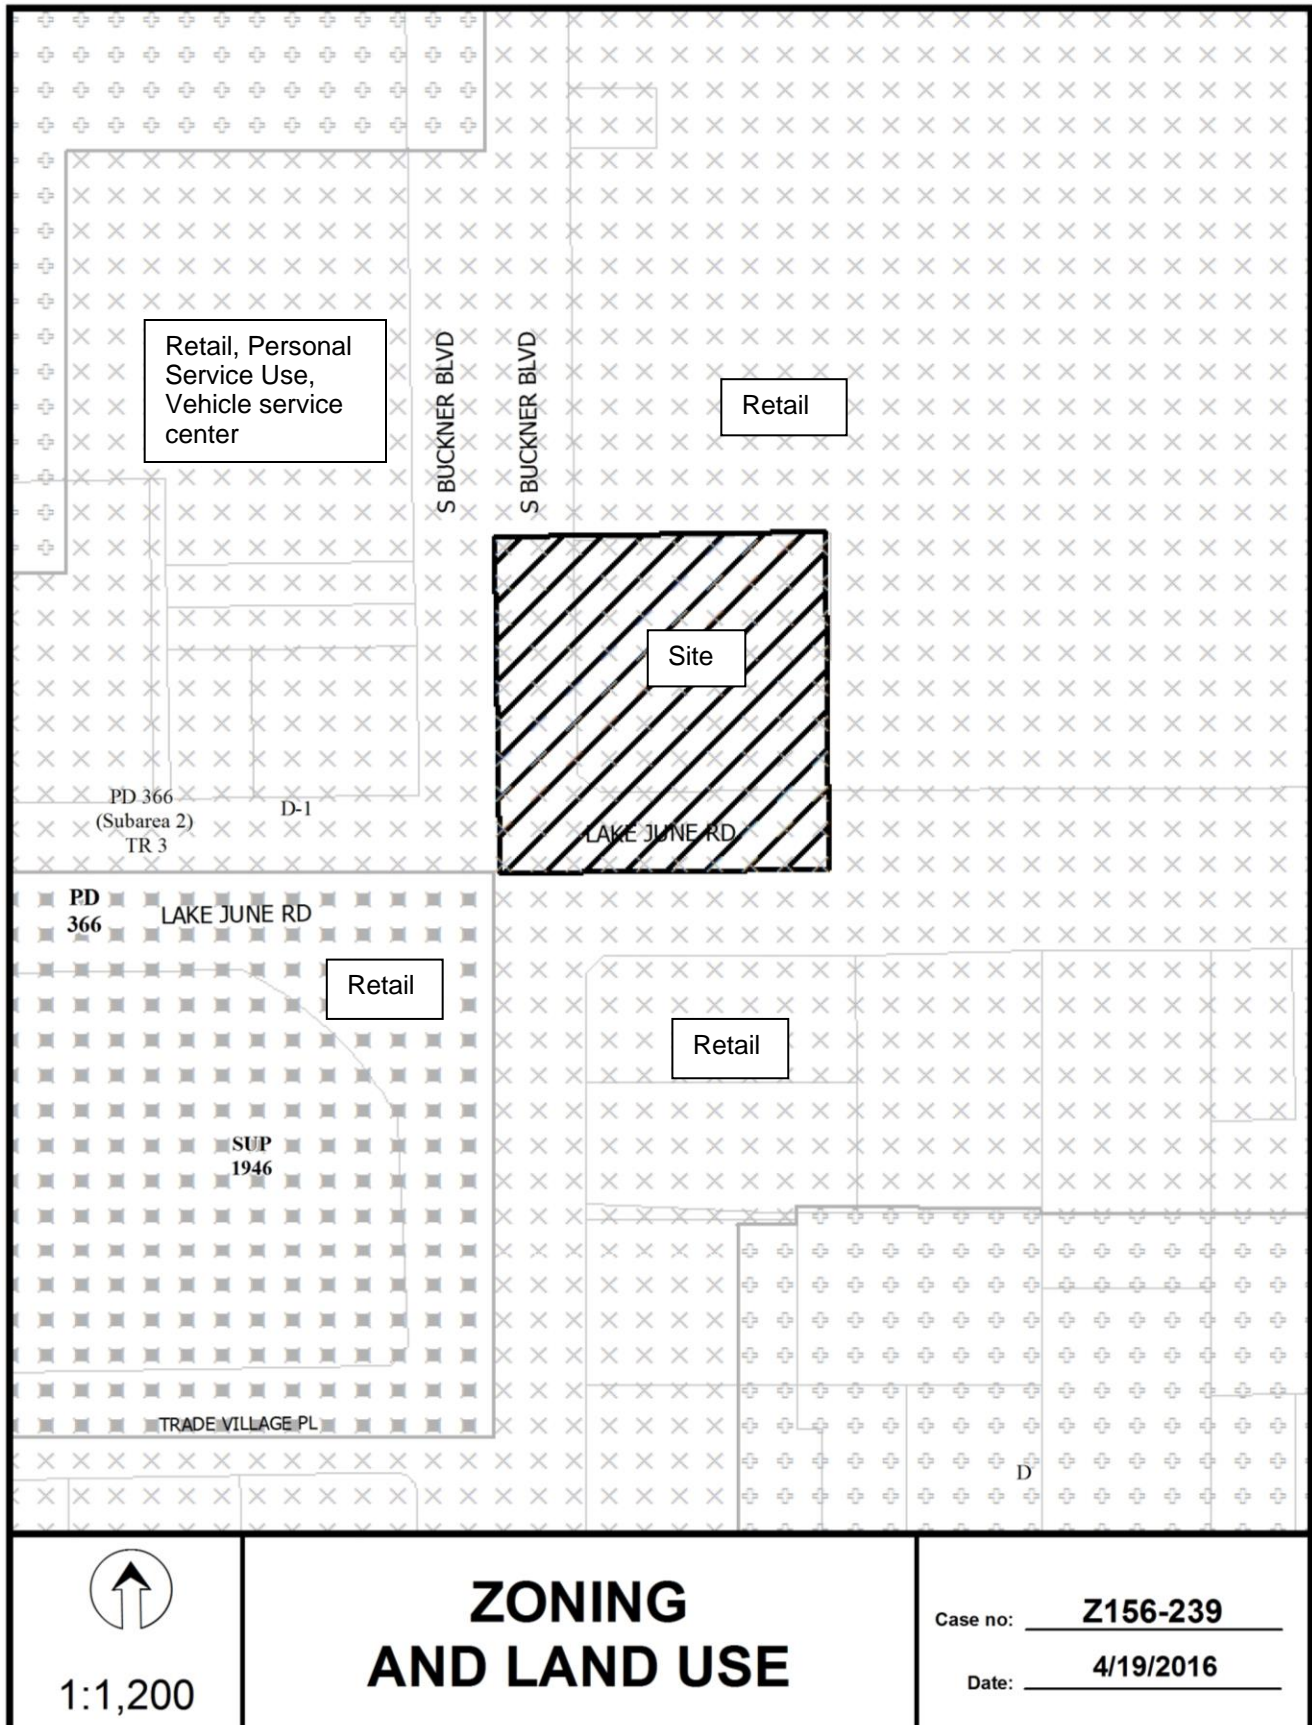 Retail, Personal
Service Use,
Vehicle service
center
S BUCKNER BLVD
S BUCKNER BLVD
Retail
Site
PD 366
(Subarea 2)
TR 3
D-1
LAKE JUNE RD
PD
366
LAKE JUNE RD
Retail
Retail
SUP
1946
TRADE VILLAGE PL
D
1:1,200
ZONING
AND LAND USE
Case no: Z156-239
Date: 4/19/2016